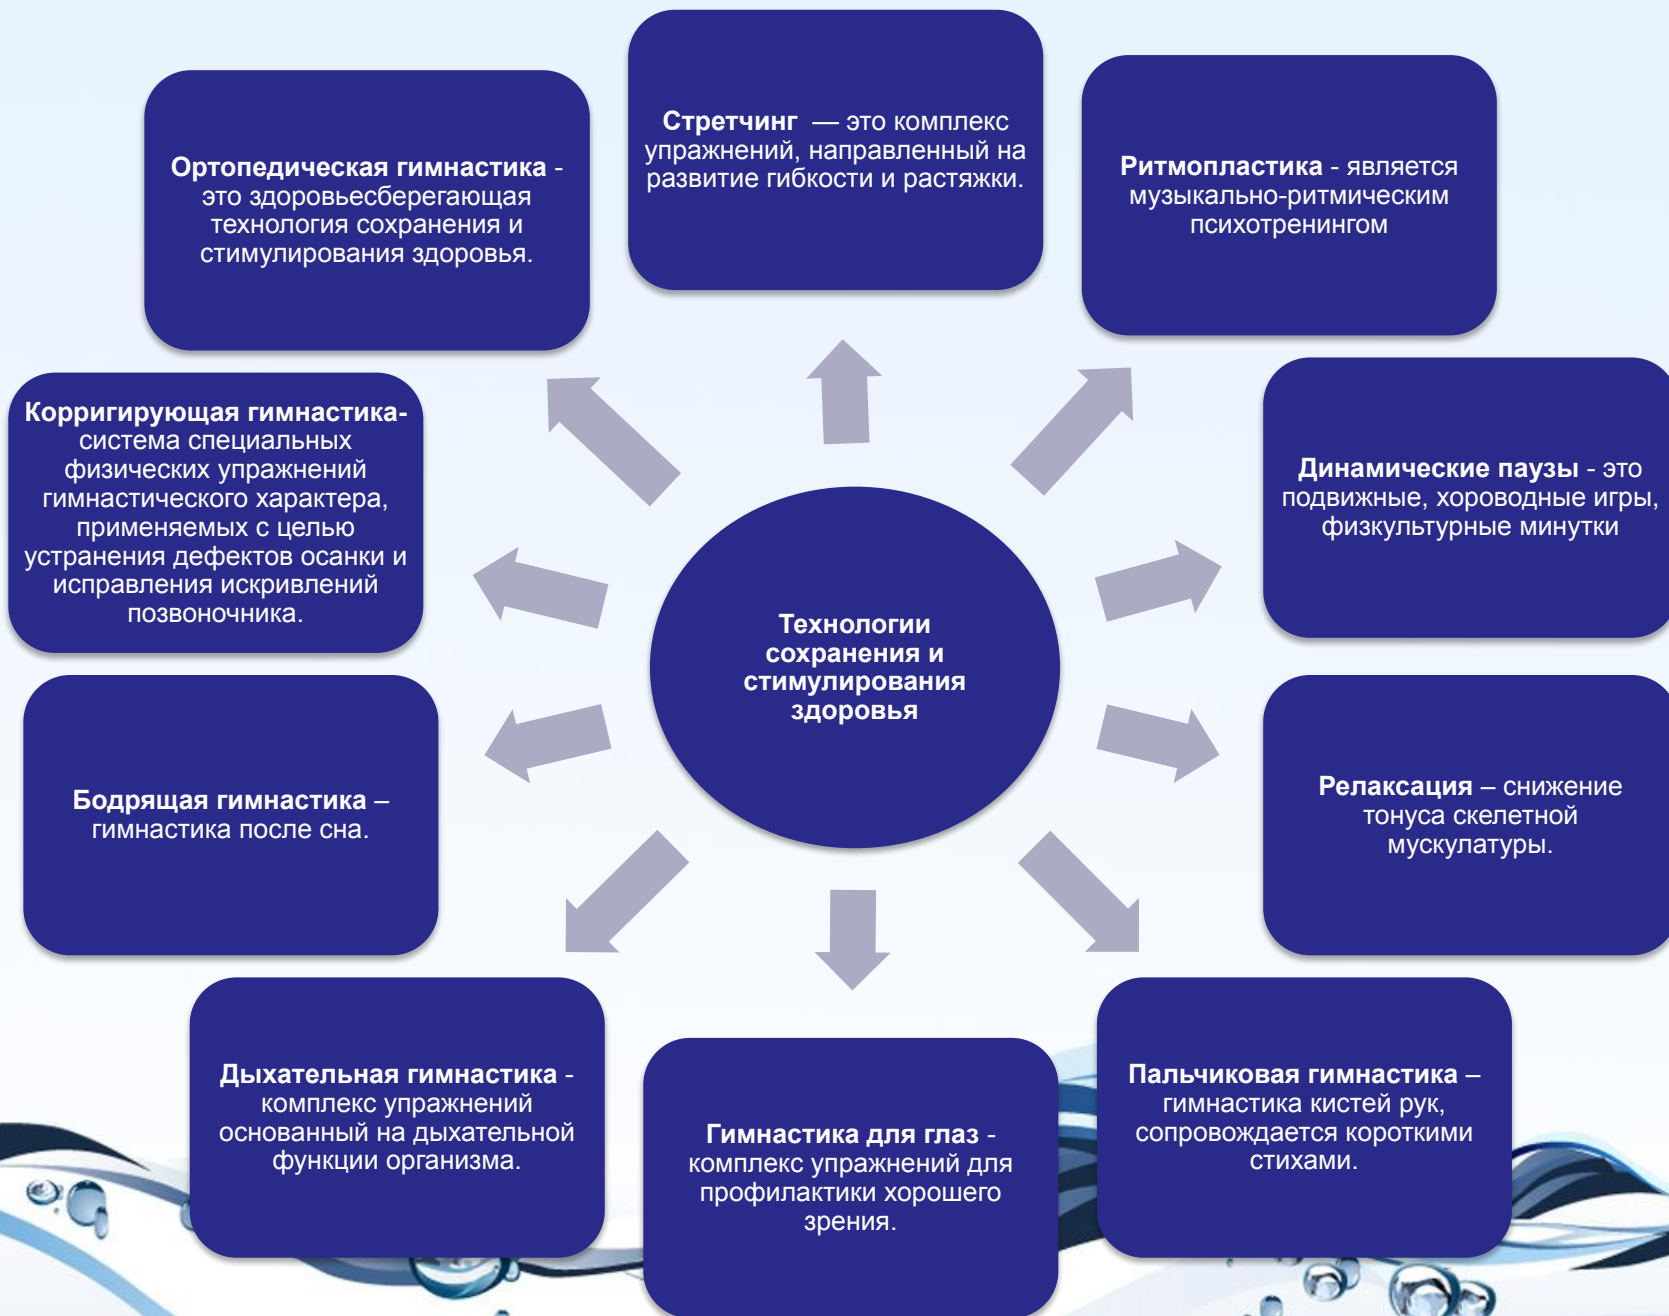 Стретчинг — это комплекс
упражнений, направленный на
развитие гибкости и растяжки.
Ритмопластика - является
музыкально-ритмическим
психотренингом
Динамические паузы - это
подвижные, хороводные игры,
физкультурные минутки
Релаксация – снижение
тонуса скелетной
мускулатуры.
Пальчиковая гимнастика –
гимнастика кистей рук,
сопровождается короткими
стихами.
Гимнастика для глаз -
комплекс упражнений для
профилактики хорошего
зрения.
Дыхательная гимнастика -
комплекс упражнений
основанный на дыхательной
функции организма.
Бодрящая гимнастика –
гимнастика после сна.
Корригирующая гимнастика-
система специальных
физических упражнений
гимнастического характера,
применяемых с целью
устранения дефектов осанки и
исправления искривлений
позвоночника.
Ортопедическая гимнастика -
это здоровьесберегающая
технология сохранения и
стимулирования здоровья.
Технологии
сохранения и
стимулирования
здоровья